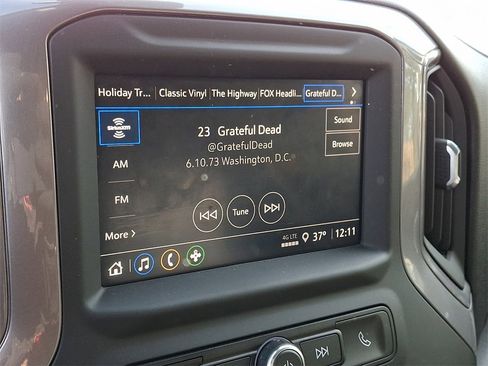 Holiday Tr... Classic Vinyl The Highway FOX Headli... Grateful D...
SiriusXM
23 Grateful Dead
Sound
@GratefulDead
6.10.73 Washington, D.C.
Browse
AM
FM
Tune
More
4G LTE
37° 12:11